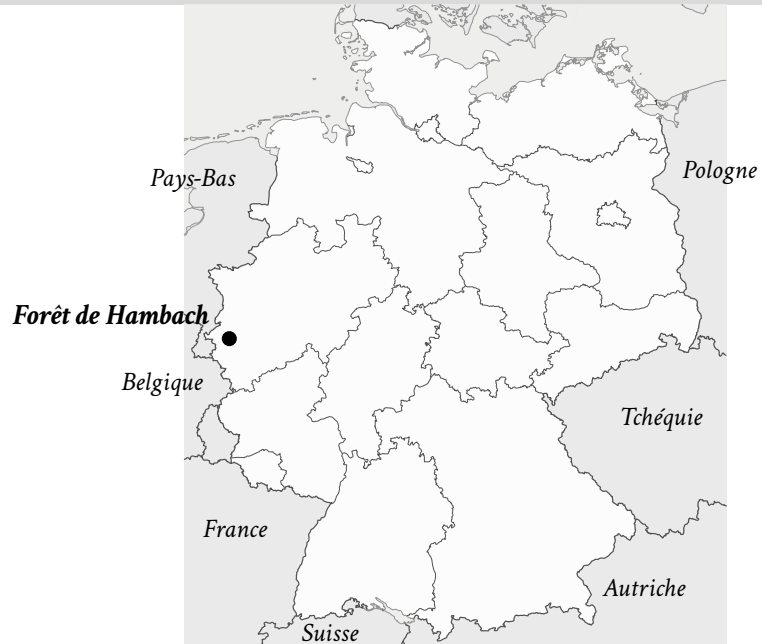 Pays-Bas
Pologne
Forêt de Hambach
Belgique
Tchéquie
France
Autriche
Suisse